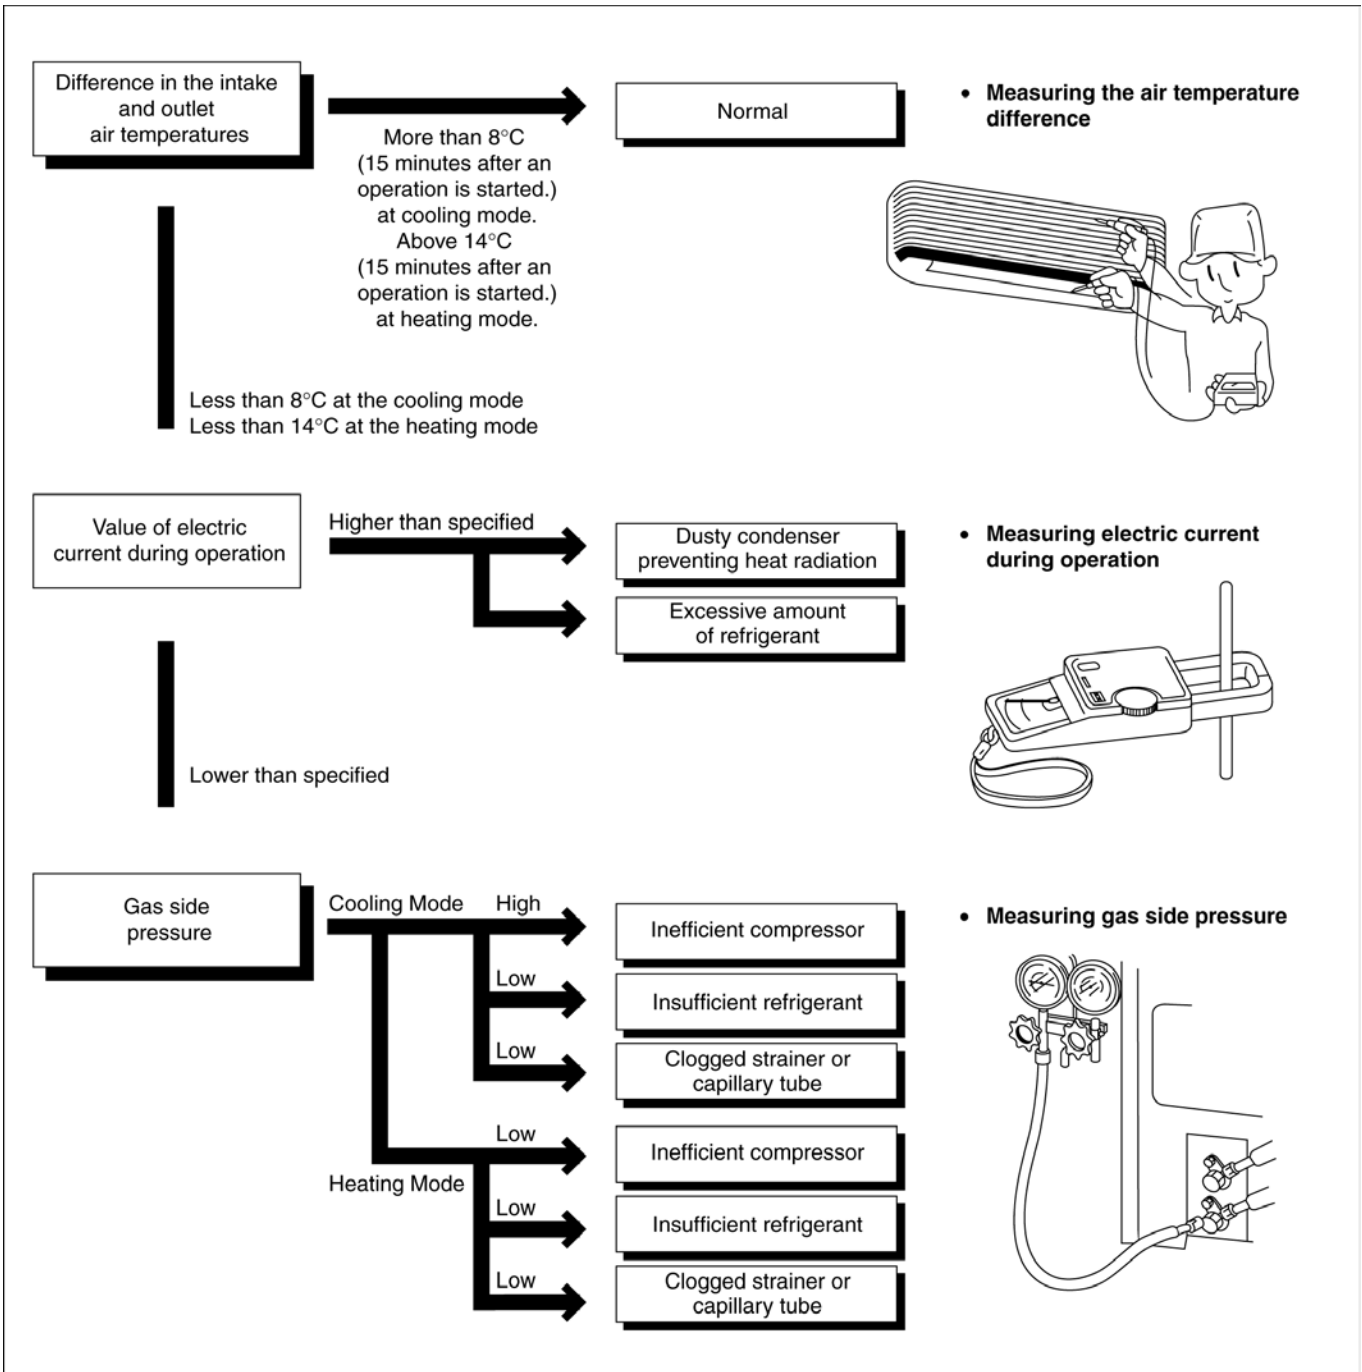 Difference in the intake
and outlet
air temperatures
More than 8°C
(15 minutes after an
operation is started.)
at cooling mode.
Above 14°C
(15 minutes after an
operation is started.)
at heating mode.
Normal
• Measuring the air temperature
difference
Less than 8°C at the cooling mode
Less than 14°C at the heating mode
Value of electric
current during operation
Higher than specified
Dusty condenser
preventing heat radiation
Excessive amount
of refrigerant
• Measuring electric current
during operation
Lower than specified
Gas side
pressure
Cooling Mode
High
Inefficient compressor
Low
Insufficient refrigerant
Low
Clogged strainer or
capillary tube
Heating Mode
Low
Inefficient compressor
Low
Insufficient refrigerant
Low
Clogged strainer or
capillary tube
• Measuring gas side pressure